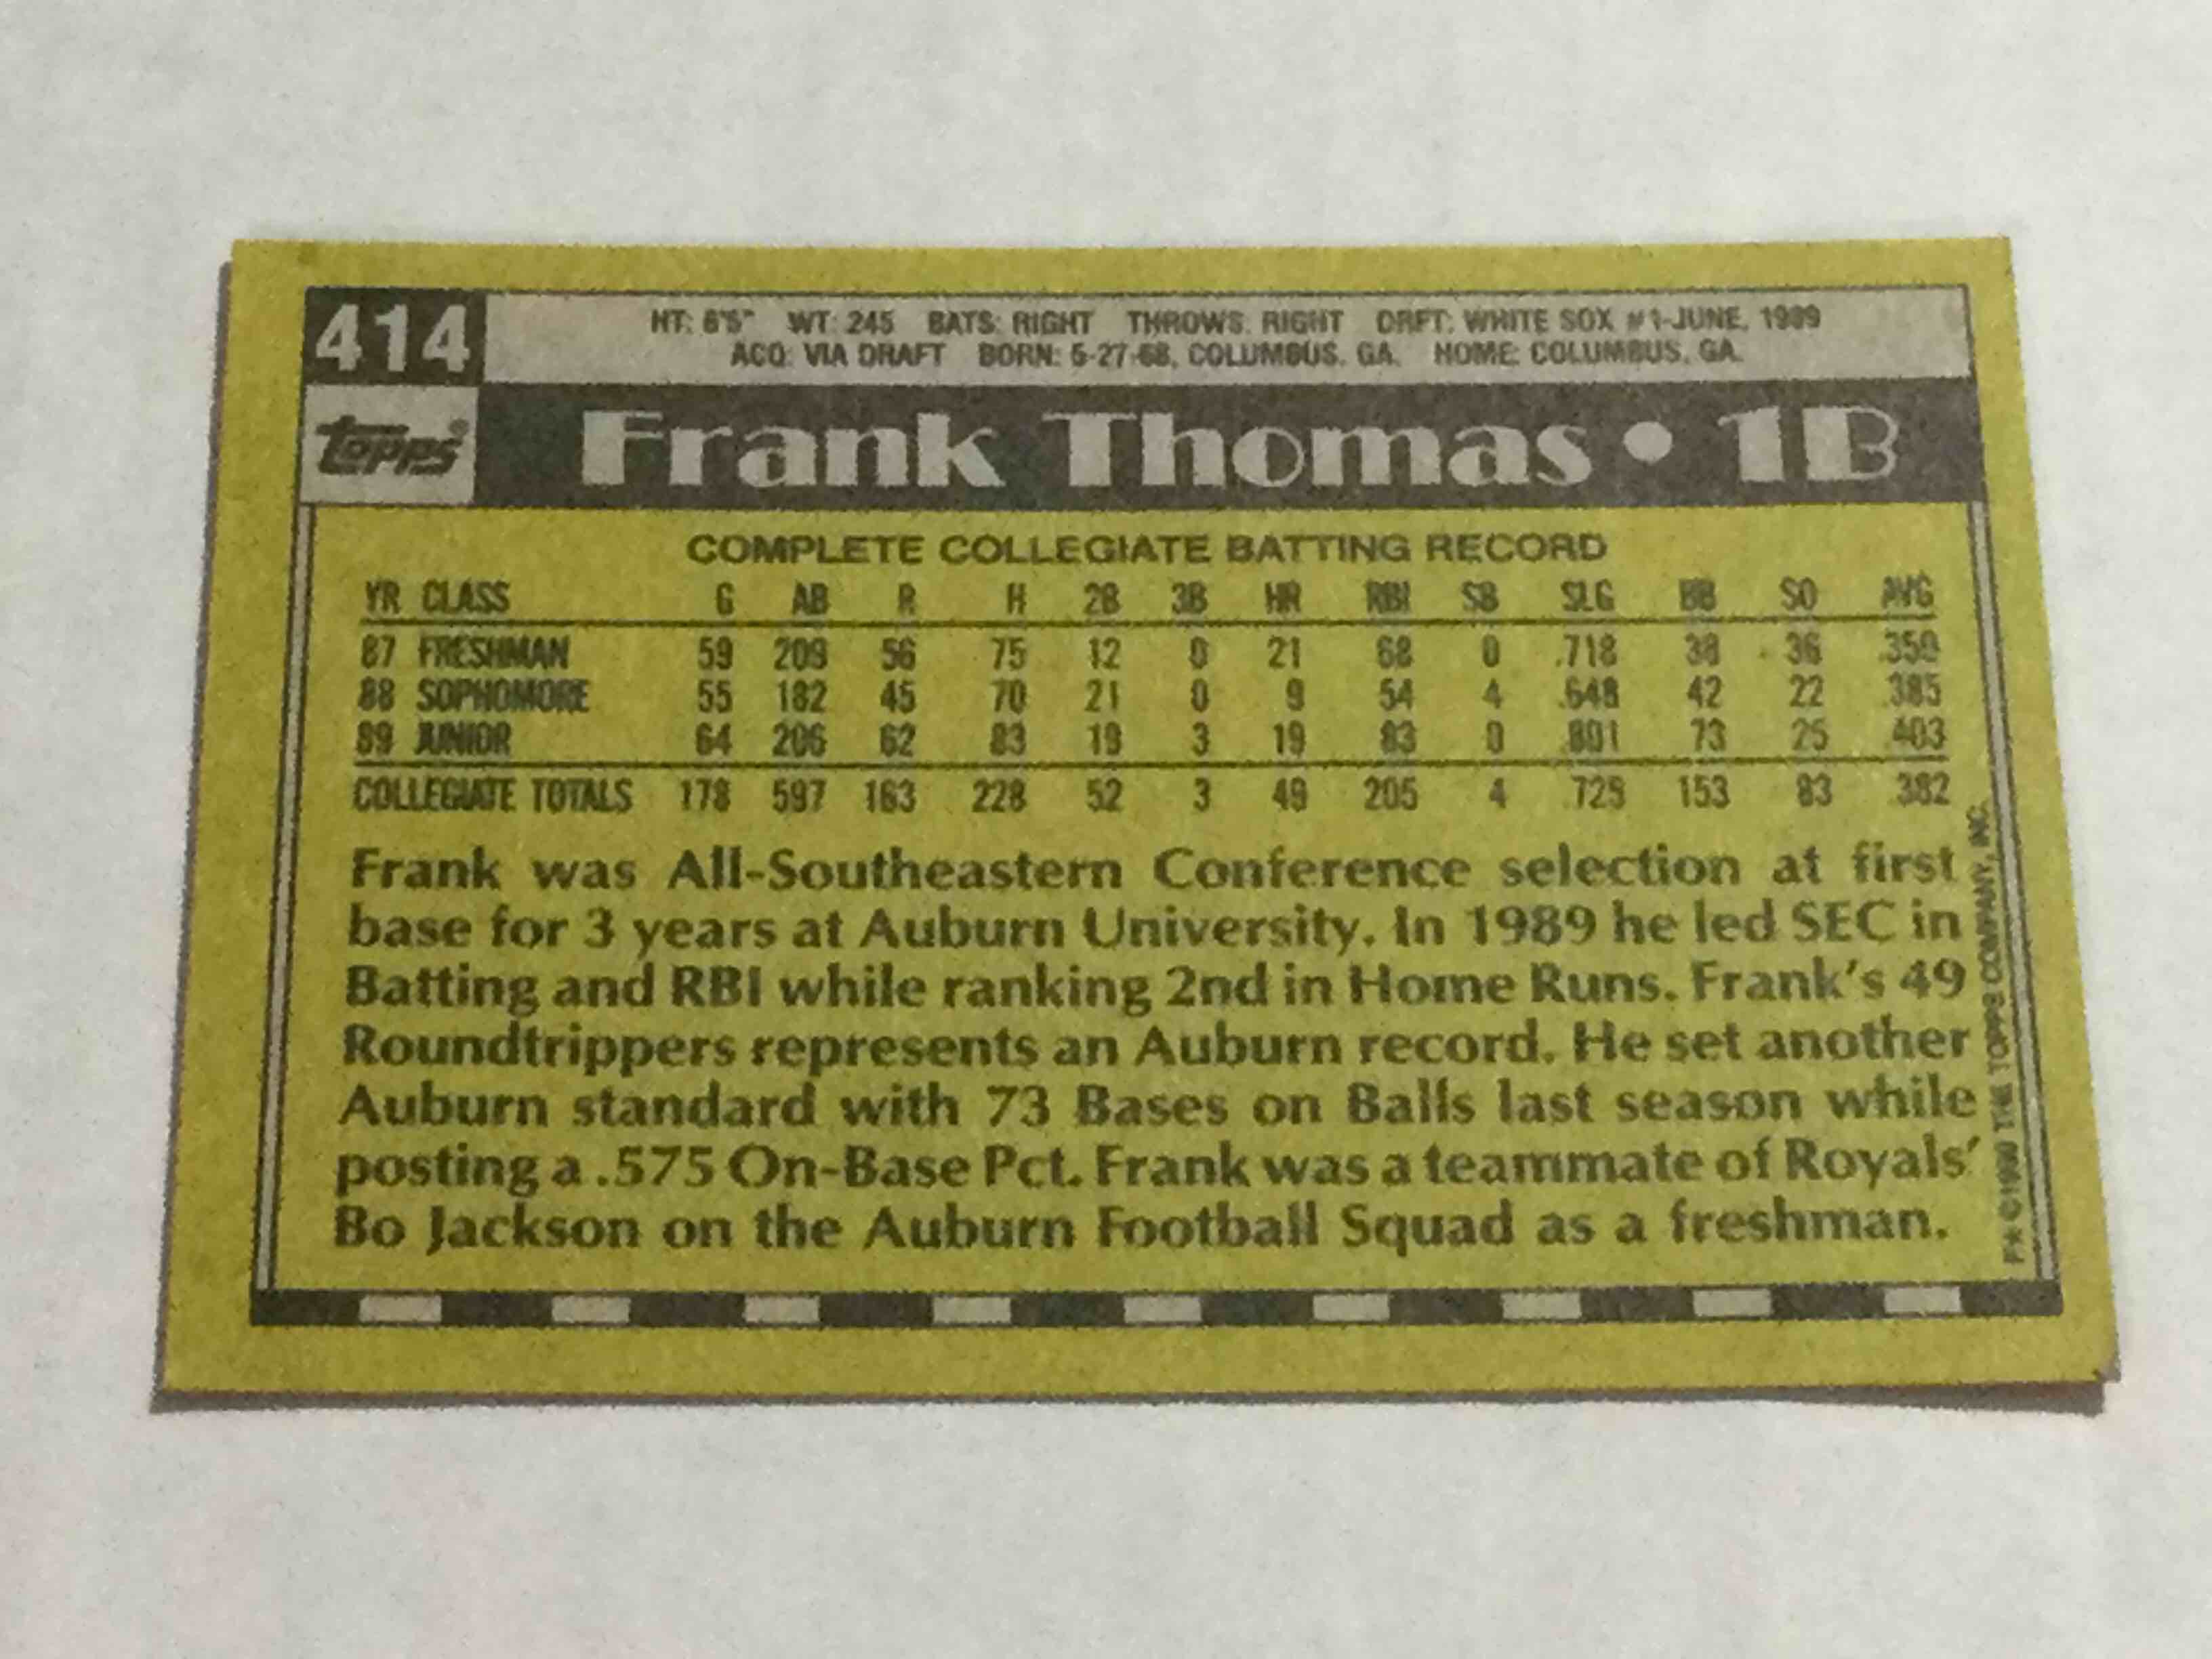 414
HT: 6'5" WT: 245 BATS: RIGHT THROWS: RIGHT DRFT: WHITE SOX #1-JUNE, 1989
ACQ: VIA DRAFT BORN: 5-27-68, COLUMBUS, GA. HOME: COLUMBUS, GA.
topps® Frank Thomas • 1B
COMPLETE COLLEGIATE BATTING RECORD
YR CLASS G AB R H 2B 3B HR RBI SB SLG BB SO AVG
87 FRESHMAN 59 209 56 75 12 0 21 68 0 .718 38 36 .359
88 SOPHOMORE 55 182 45 70 21 0 9 54 4 .648 42 22 .385
89 JUNIOR 64 206 62 83 19 3 19 83 0 .801 73 25 .403
COLLEGIATE TOTALS 178 597 163 228 52 3 49 205 4 .729 153 83 .382
Frank was All-Southeastern Conference selection at first
base for 3 years at Auburn University. In 1989 he led SEC in
Batting and RBI while ranking 2nd in Home Runs. Frank's 49
Roundtrippers represents an Auburn record. He set another
Auburn standard with 73 Bases on Balls last season while
posting a .575 On-Base Pct. Frank was a teammate of Royals'
Bo Jackson on the Auburn Football Squad as a freshman.
©1990 THE TOPPS COMPANY, INC.